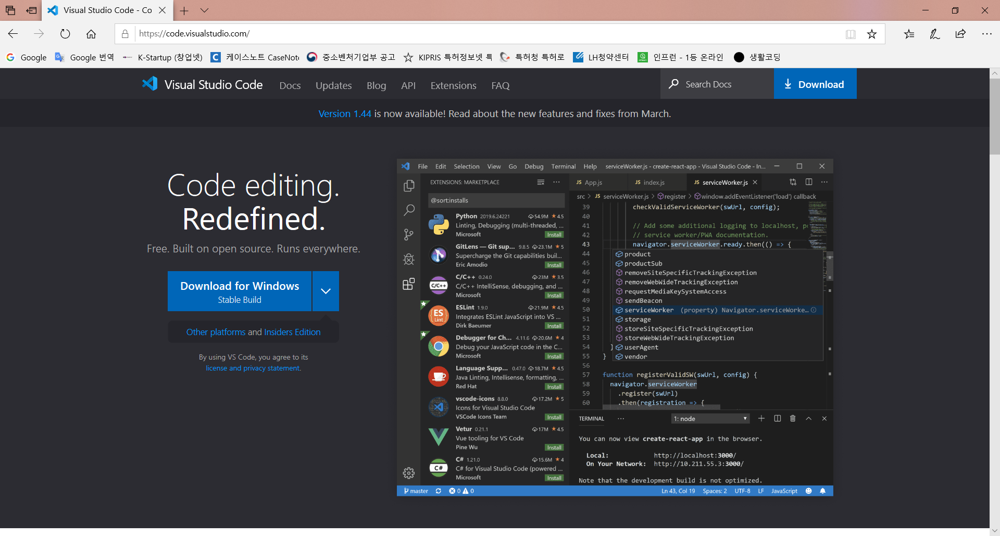 Visual Studio Code - Co
https://code.visualstudio.com/
Google
Google 번역
K-Startup (창업넷)
케이스노트 CaseNot
중소벤처기업부 공고
KIPRIS 특허정보넷 특
특허청 특허로
LH청약센터
인프런 - 1등 온라인
생활코딩
Visual Studio Code
Docs
Updates
Blog
API
Extensions
FAQ
Search Docs
Download
Version 1.44 is now available! Read about the new features and fixes from March.
Code editing.
Redefined.
Free. Built on open source. Runs everywhere.
Download for Windows
Stable Build
Other platforms and Insiders Edition
By using VS Code, you agree to its
license and privacy statement.
File Edit Selection View Go Debug Terminal Help
serviceWorker.js - create-react-app - Visual Studio Code - In...
EXTENSIONS: MARKETPLACE
@sort:installs
Python 2019.6.24221 54.9M ★ 4.5
Linting, Debugging (multi-threaded, ...
Microsoft Install
GitLens — Git sup... 9.8.5 23.1M ★ 5
Supercharge the Git capabilities buil...
Eric Amodio Install
C/C++
C/C++ 0.24.0 23M ★ 3.5
C/C++ IntelliSense, debugging, and ...
Microsoft Install
ES
Lint
ESLint 1.9.0 21.9M ★ 4.5
Integrates ESLint JavaScript into VS ...
Dirk Baeumer Install
Debugger for Ch... 4.11.6 20.6M ★ 4
Debug your JavaScript code in the C...
Microsoft Install
Language Supp... 0.47.0 18.7M ★ 4.5
Java Linting, Intellisense, formatting, ...
Red Hat Install
vscode-icons 8.8.0 17.2M ★ 5
Icons for Visual Studio Code
VSCode Icons Team Install
Vetur 0.21.1 17M ★ 4.5
Vue tooling for VS Code
Pine Wu Install
C#
C# 1.21.0 15.6M ★ 4
C# for Visual Studio Code (powered ...
Microsoft Install
JS App.js
JS index.js
JS serviceWorker.js
src > JS serviceWorker.js > register > window.addEventListener('load') callback
39 checkValidServiceWorker(swUrl, config);
40
41 // Add some additional logging to localhost, p
42 // service worker/PWA documentation.
43 navigator.serviceWorker.ready.then(() => {
44 product
45 productSub
46 removeSiteSpecificTrackingException
47 removeWebWideTrackingException
48 requestMediaKeySystemAccess
49 sendBeacon
50 serviceWorker (property) Navigator.serviceWorke...
51 storage
52 storeSiteSpecificTrackingException
53 storeWebWideTrackingException
54 } userAgent
55 } vendor
56
57 function registerValidSW(swUrl, config) {
58 navigator.serviceWorker
59 .register(swUrl)
60 .then(registration => {
TERMINAL
1: node
You can now view create-react-app in the browser.
Local: http://localhost:3000/
On Your Network: http://10.211.55.3:3000/
Note that the development build is not optimized.
master 0 0
Ln 43, Col 19 Spaces: 2 UTF-8 LF JavaScript